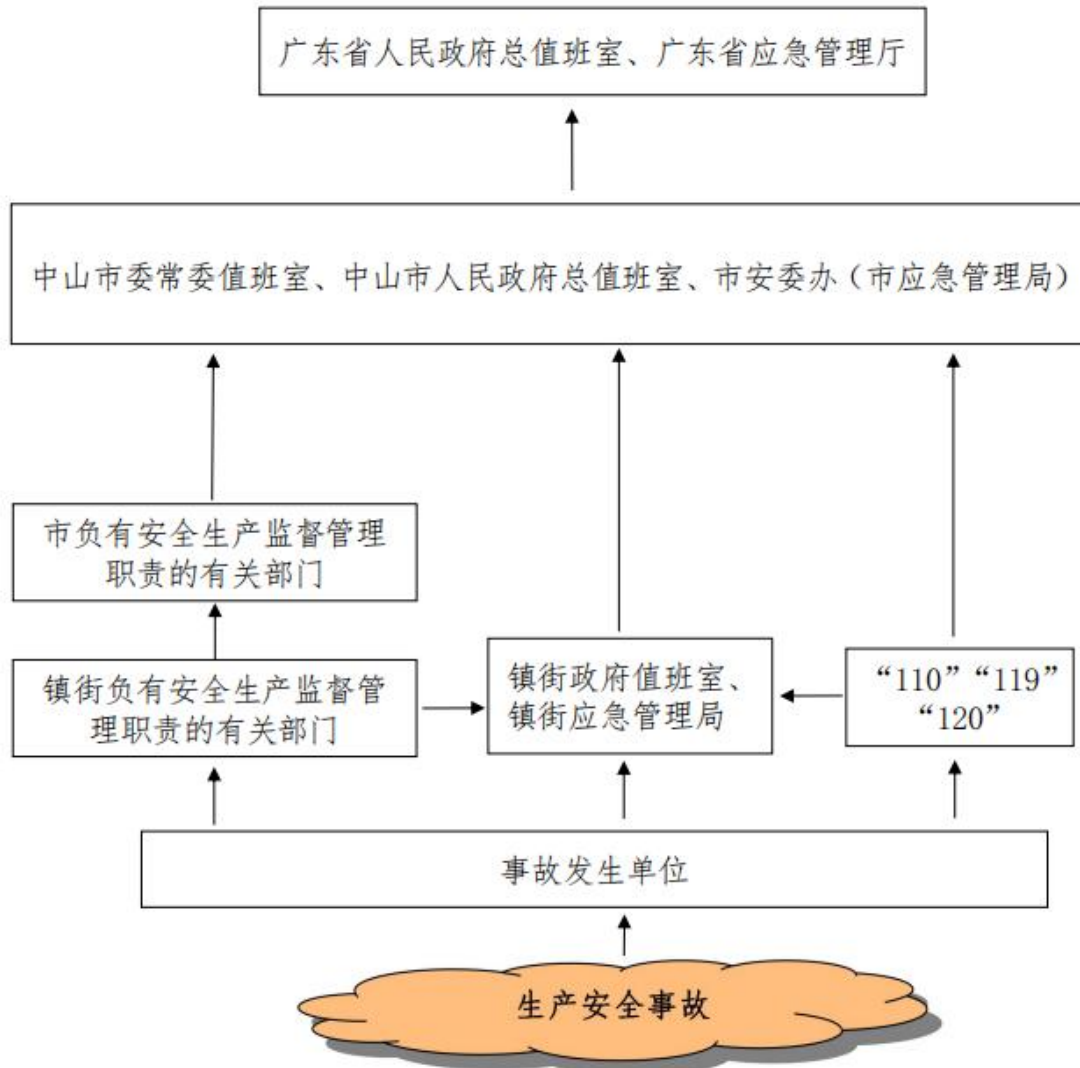 广东省人民政府总值班室、广东省应急管理厅
中山市委常委值班室、中山市人民政府总值班室、市安委办（市应急管理局）
市负有安全生产监督管理
职责的有关部门
镇街负有安全生产监督管
理职责的有关部门
镇街政府值班室、
镇街应急管理局
“110”“119”
“120”
事故发生单位
生产安全事故